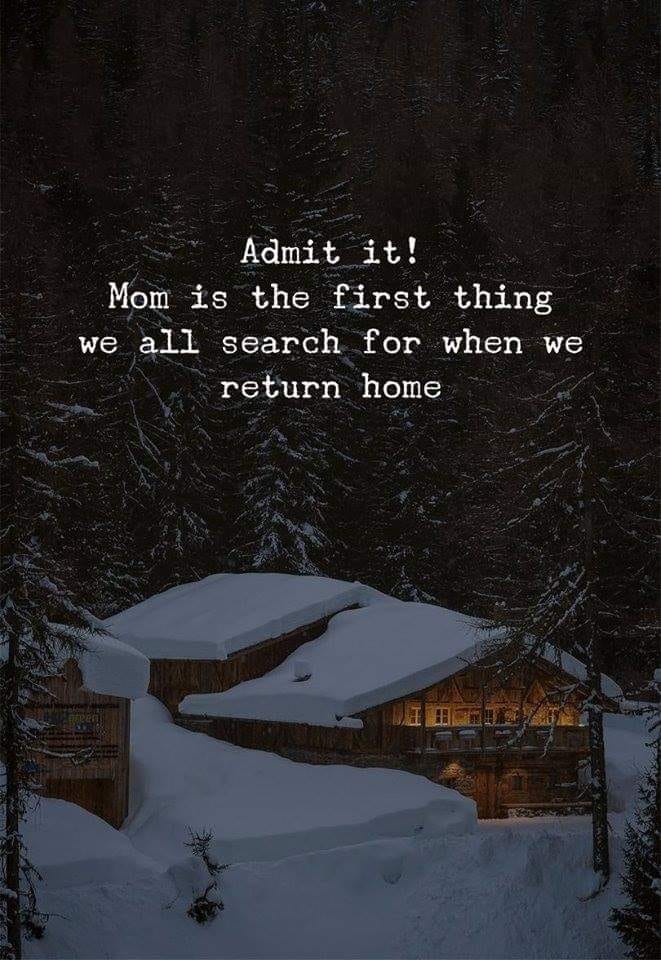 Admit it!
Mom is the first thing
we all search for when we
return home